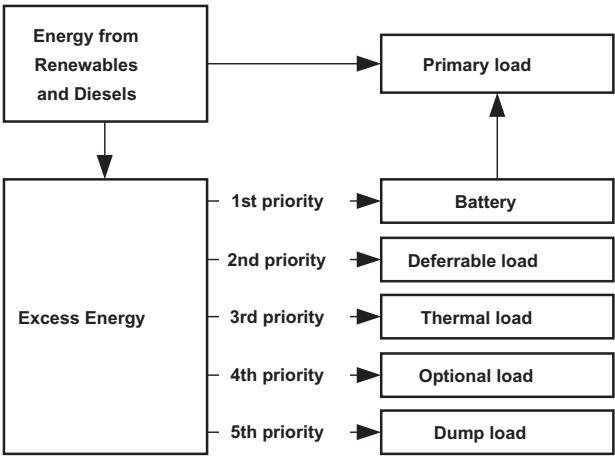 Energy from
Renewables
and Diesels
Primary load
1st priority
Battery
2nd priority
Deferrable load
Excess Energy
3rd priority
Thermal load
4th priority
Optional load
5th priority
Dump load